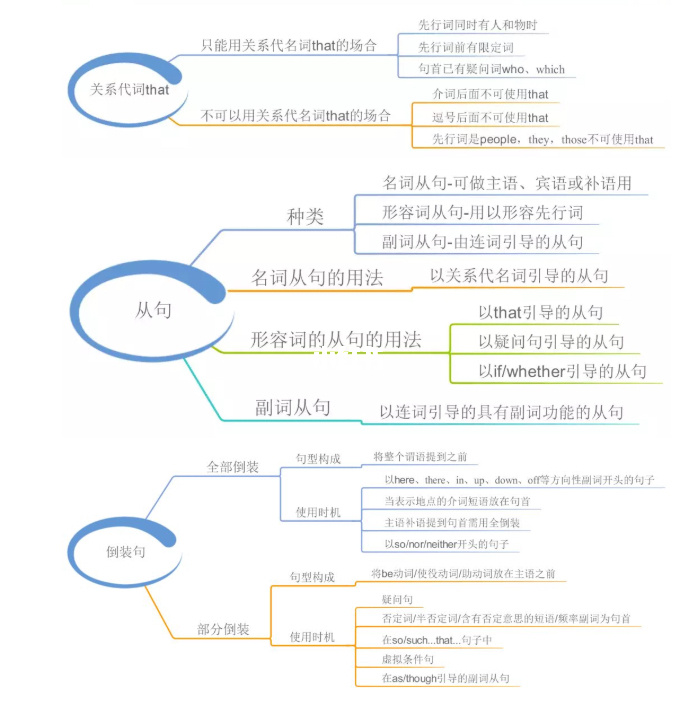 关系代词that
只能用关系代名词that的场合
先行词同时有人和物时
先行词前有限定词
句首已有疑问词who、which
不可以用关系代名词that的场合
介词后面不可使用that
逗号后面不可使用that
先行词是people，they，those不可使用that
从句
种类
名词从句-可做主语、宾语或补语用
形容词从句-用以形容先行词
副词从句-由连词引导的从句
名词从句的用法
以关系代名词引导的从句
形容词的从句的用法
以that引导的从句
以疑问句引导的从句
以if/whether引导的从句
副词从句
以连词引导的具有副词功能的从句
倒装句
全部倒装
句型构成
将整个谓语提到之前
使用时机
以here、there、in、up、down、off等方向性副词开头的句子
当表示地点的介词短语放在句首
主语补语提到句首需用全倒装
以so/nor/neither开头的句子
部分倒装
句型构成
将be动词/使役动词/助动词放在主语之前
使用时机
疑问句
否定词/半否定词/含有否定意思的短语/频率副词为句首
在so/such...that...句子中
虚拟条件句
在as/though引导的副词从句